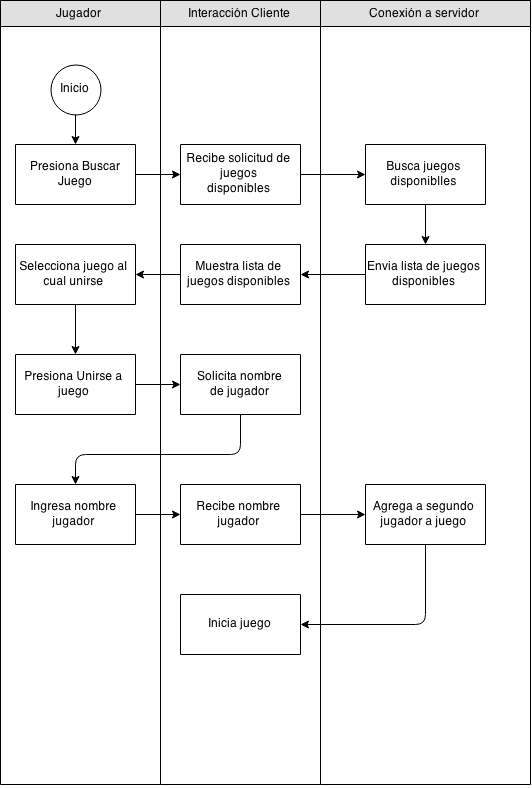 Jugador
Interacción Cliente
Conexión a servidor
Inicio
Presiona Buscar
Juego
Recibe solicitud de
juegos
disponibles
Busca juegos
disponiblles
Selecciona juego al
cual unirse
Muestra lista de
juegos disponibles
Envia lista de juegos
disponibles
Presiona Unirse a
juego
Solicita nombre
de jugador
Ingresa nombre
jugador
Recibe nombre
jugador
Agrega a segundo
jugador a juego
Inicia juego